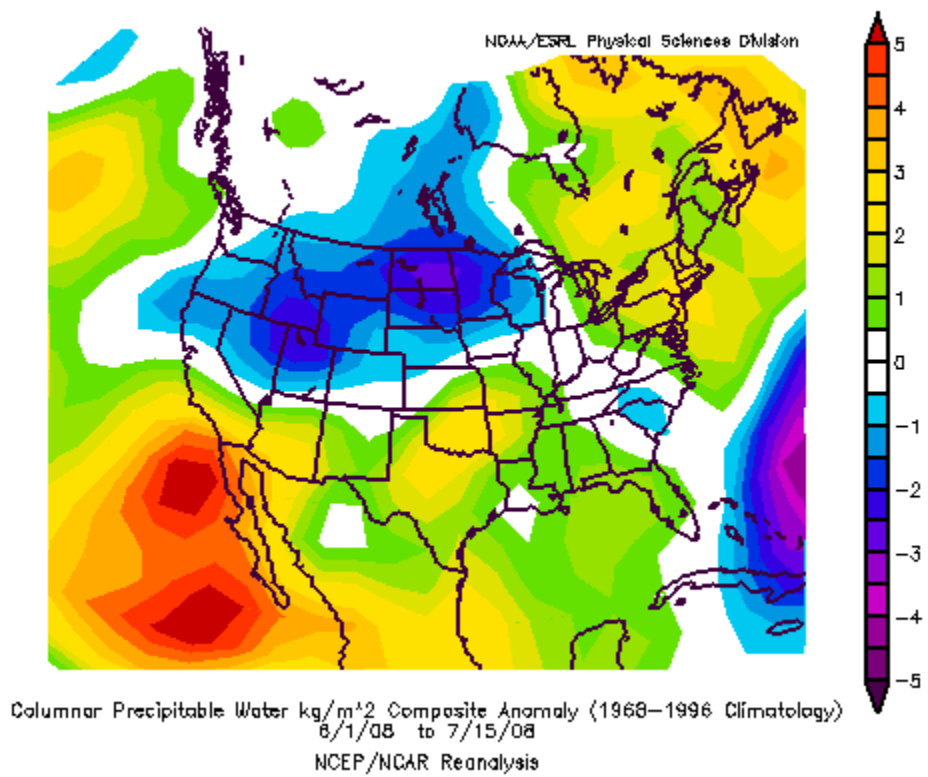 NOAA/ESRL Physical Sciences Division
5
4
3
2
1
0
−1
−2
−3
−4
−5
Columnar Precipitable Water kg/m^2 Composite Anomaly (1968−1996 Climatology)
6/1/08 to 7/15/08
NCEP/NCAR Reanalysis